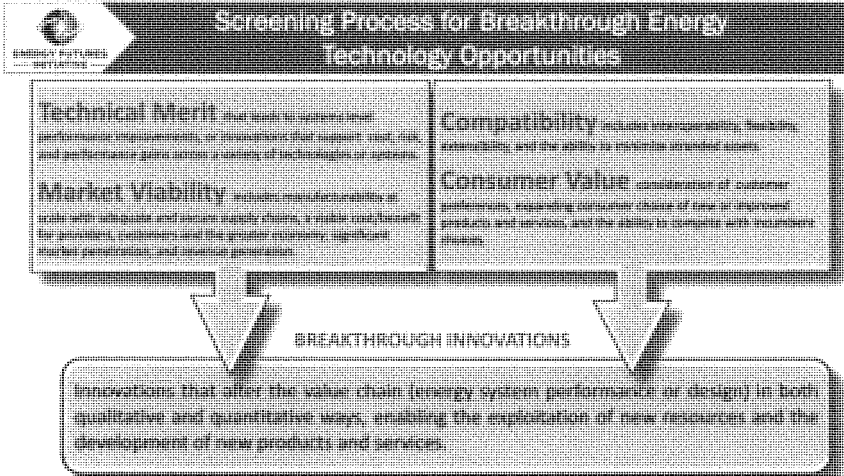 ENERGY FUTURES
INITIATIVE
Screening Process for Breakthrough Energy
Technology Opportunities
Technical Merit that leads to systems level
performance improvements, or innovations that support cost, risk,
and performance gains across a variety of technologies or systems.
Market Viability includes manufacturability at
scale with adequate and secure supply chains, a viable cost/benefit
for providers, customers and the greater economy, significant
market penetration, and revenue generation.
Compatibility includes interoperability, flexibility,
extensibility, and the ability to minimize stranded assets.
Consumer Value consideration of customer
preferences, expanding consumer choice of new or improved
products and services, and the ability to compete with incumbent
choices.
BREAKTHROUGH INNOVATIONS
Innovations that alter the value chain (energy system performance or design) in both
qualitative and quantitative ways, enabling the exploitation of new resources and the
development of new products and services.